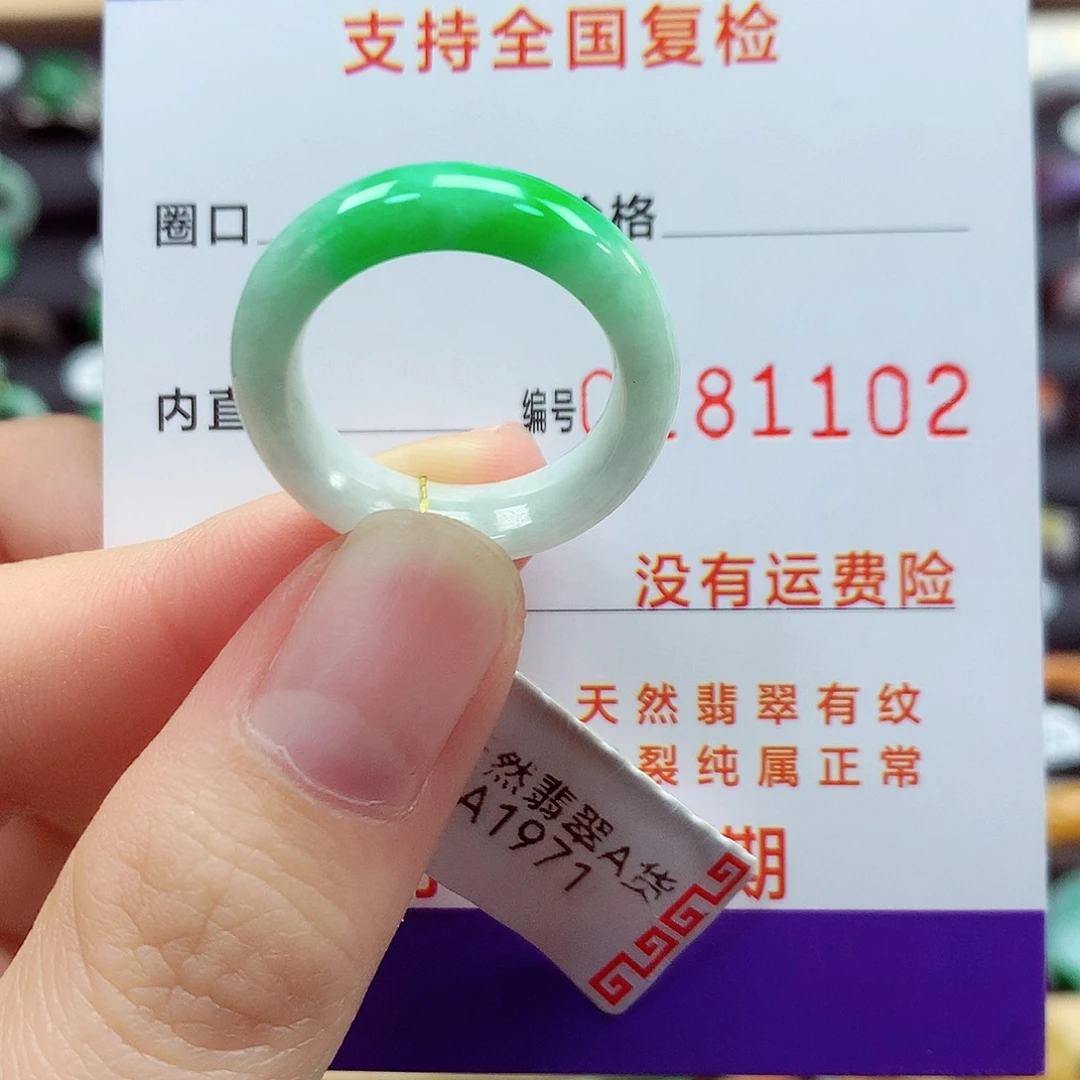 支持全国复检
圈口 格
内直 编号 81102
没有运费险
天然翡翠有纹
裂纯属正常
期
然翡翠A货
A1971